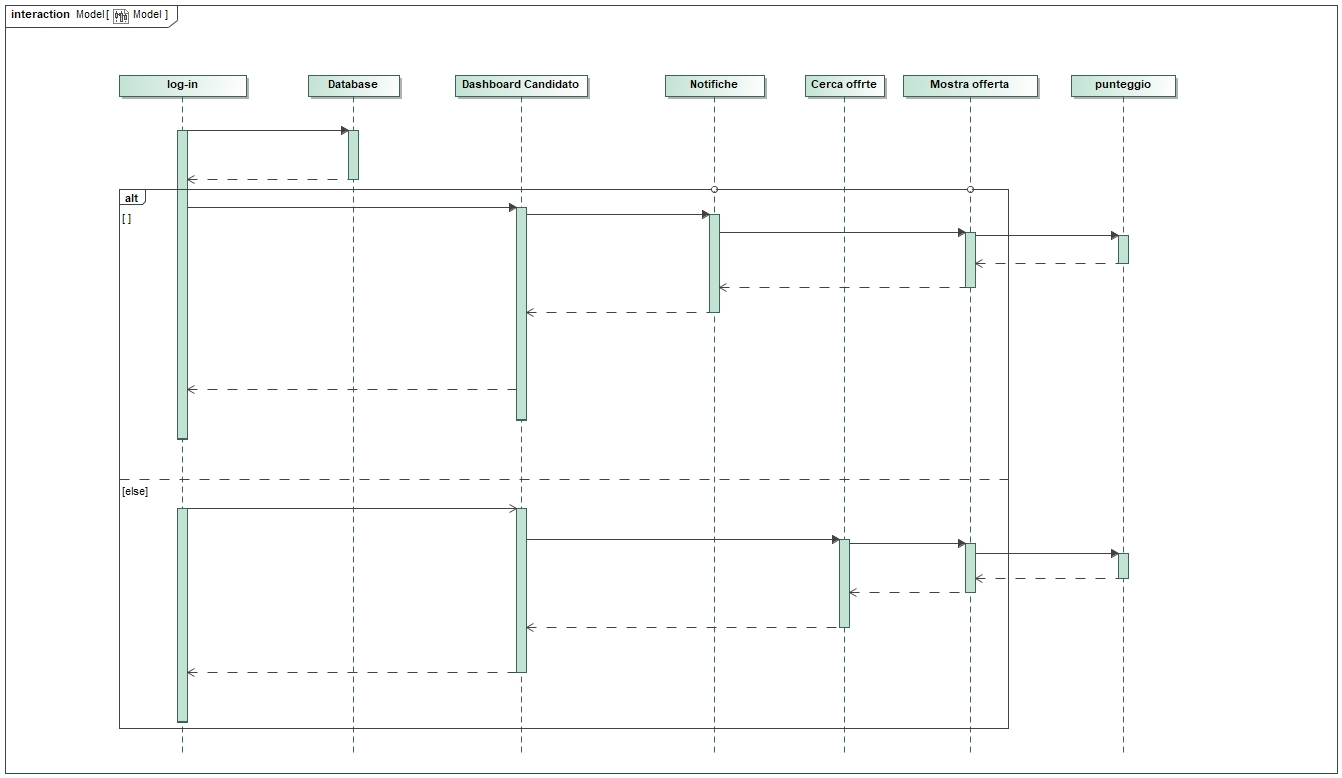 interaction Model[ Model ]
log-in
Database
Dashboard Candidato
Notifiche
Cerca offrte
Mostra offerta
punteggio
alt
[ ]
[else]